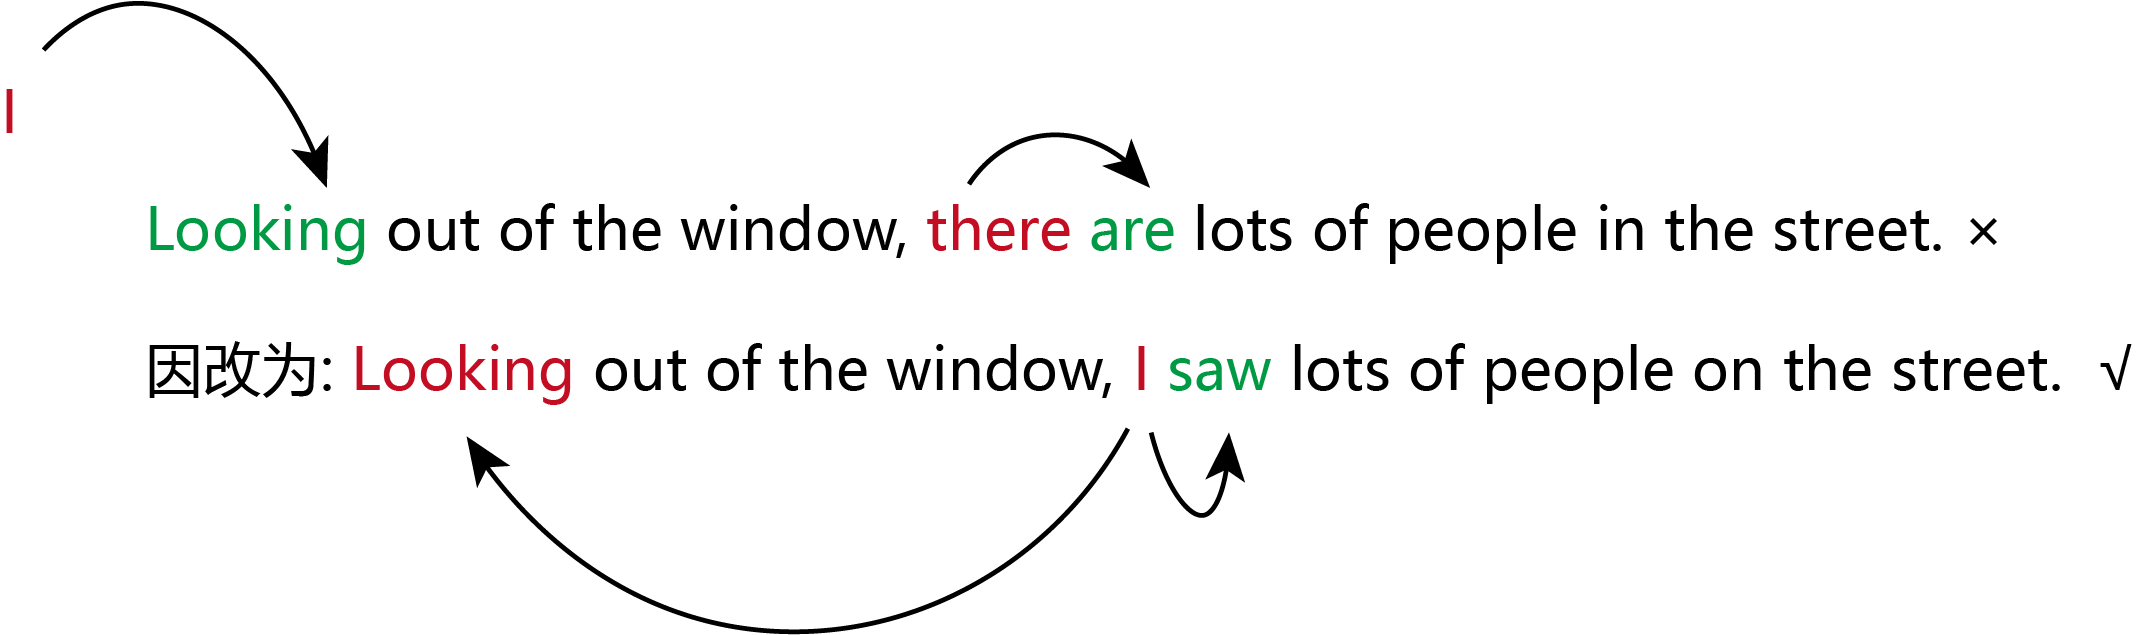 I
Looking out of the window, there are lots of people in the street. ×
因改为: Looking out of the window, I saw lots of people on the street. √